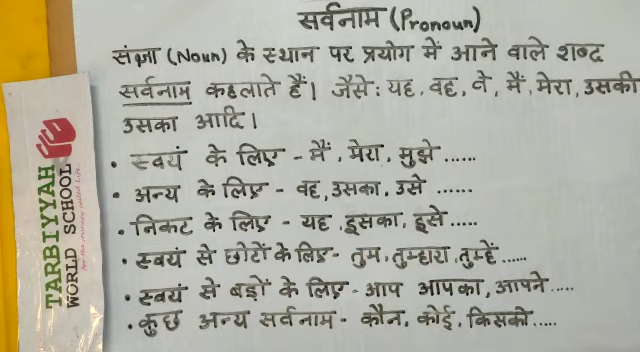 सर्वनाम (Pronoun)
संज्ञा (Noun) के स्थान पर प्रयोग में आने वाले शब्द
सर्वनाम कहलाते हैं। जैसे: यह, वह, वे, मैं, मेरा, उसकी
उसका आदि।
• स्वयं के लिए - मैं, मेरा, मुझे ......
• अन्य के लिए - वह, उसका, उसे ......
• निकट के लिए - यह, इसका, इसे .....
• स्वयं से छोटों के लिए - तुम, तुम्हारा, तुम्हें ......
• स्वयं से बड़ों के लिए - आप आपका, आपने .....
• कुछ अन्य सर्वनाम - कौन, कोई, किसको .....
TARBIYYAH
WORLD SCHOOL